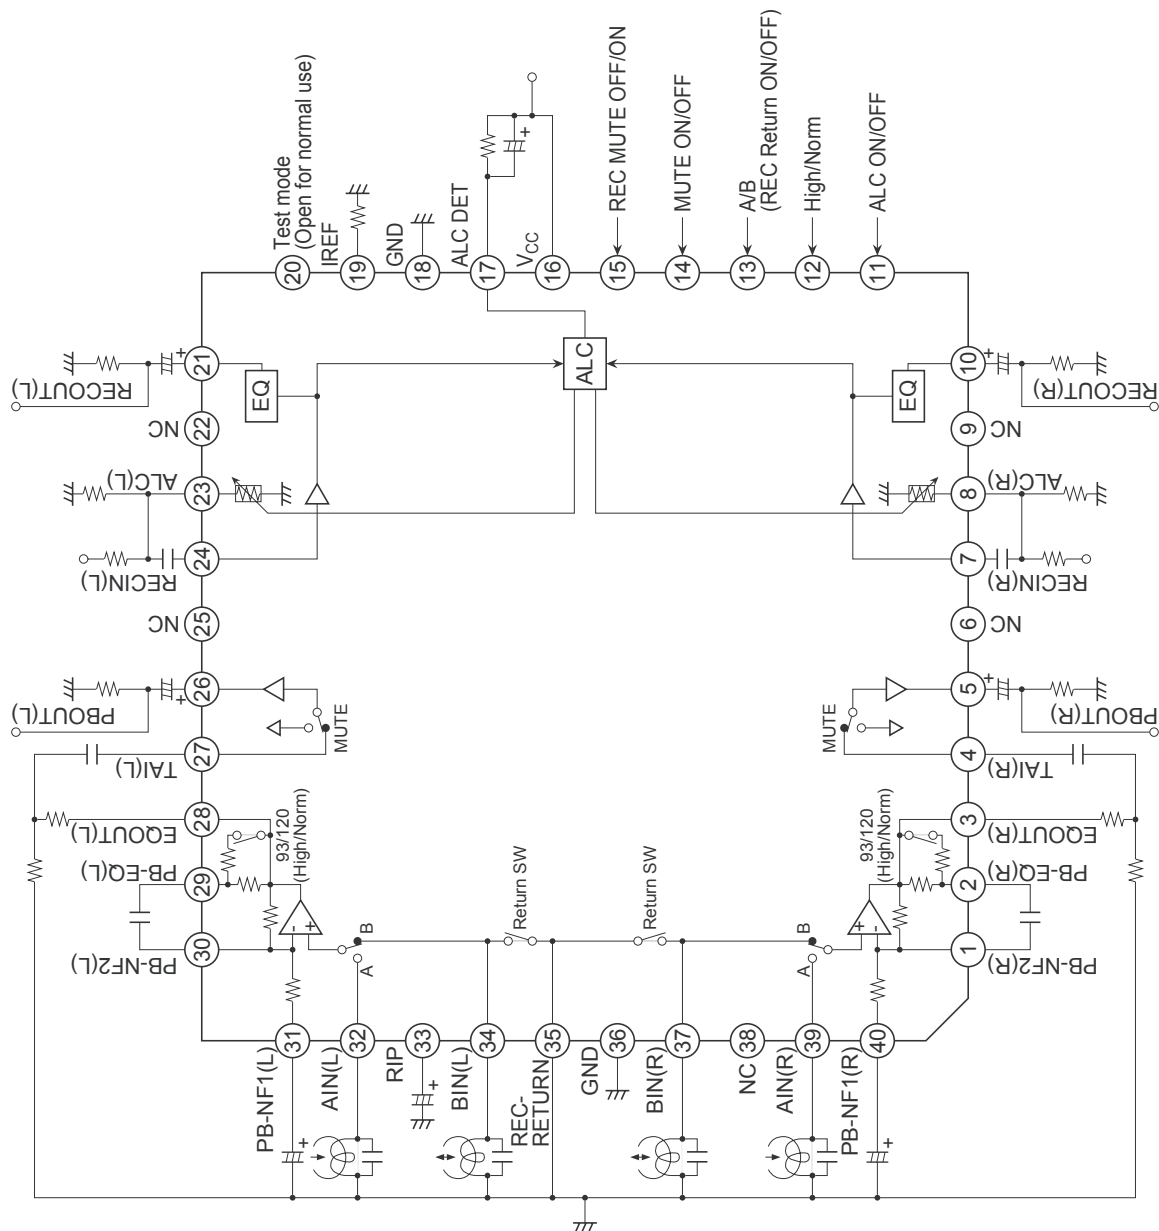 20
Test mode
(Open for normal use)
19
IREF
18
GND
17
ALC DET
16
VCC
15
REC MUTE OFF/ON
14
MUTE ON/OFF
13
A/B
(REC Return ON/OFF)
12
High/Norm
11
ALC ON/OFF
RECOUT(L)
21
EQ
NC
22
ALC(L)
23
RECIN(L)
24
NC
25
PBOUT(L)
26
TAI(L)
27
MUTE
EQOUT(L)
28
PB-EQ(L)
29
PB-NF2(L)
30
93/120
(High/Norm)
- +
A
B
Return SW
ALC
EQ
10
RECOUT(R)
9
NC
8
ALC(R)
7
RECIN(R)
6
NC
5
PBOUT(R)
MUTE
4
TAI(R)
3
EQOUT(R)
2
PB-EQ(R)
1
PB-NF2(R)
93/120
(High/Norm)
+ -
A
B
Return SW
31
PB-NF1(L)
32
AIN(L)
33
RIP
34
BIN(L)
35
REC-
RETURN
36
GND
37
BIN(R)
38
NC
39
AIN(R)
40
PB-NF1(R)
+
+
+
+
+
+
+
+